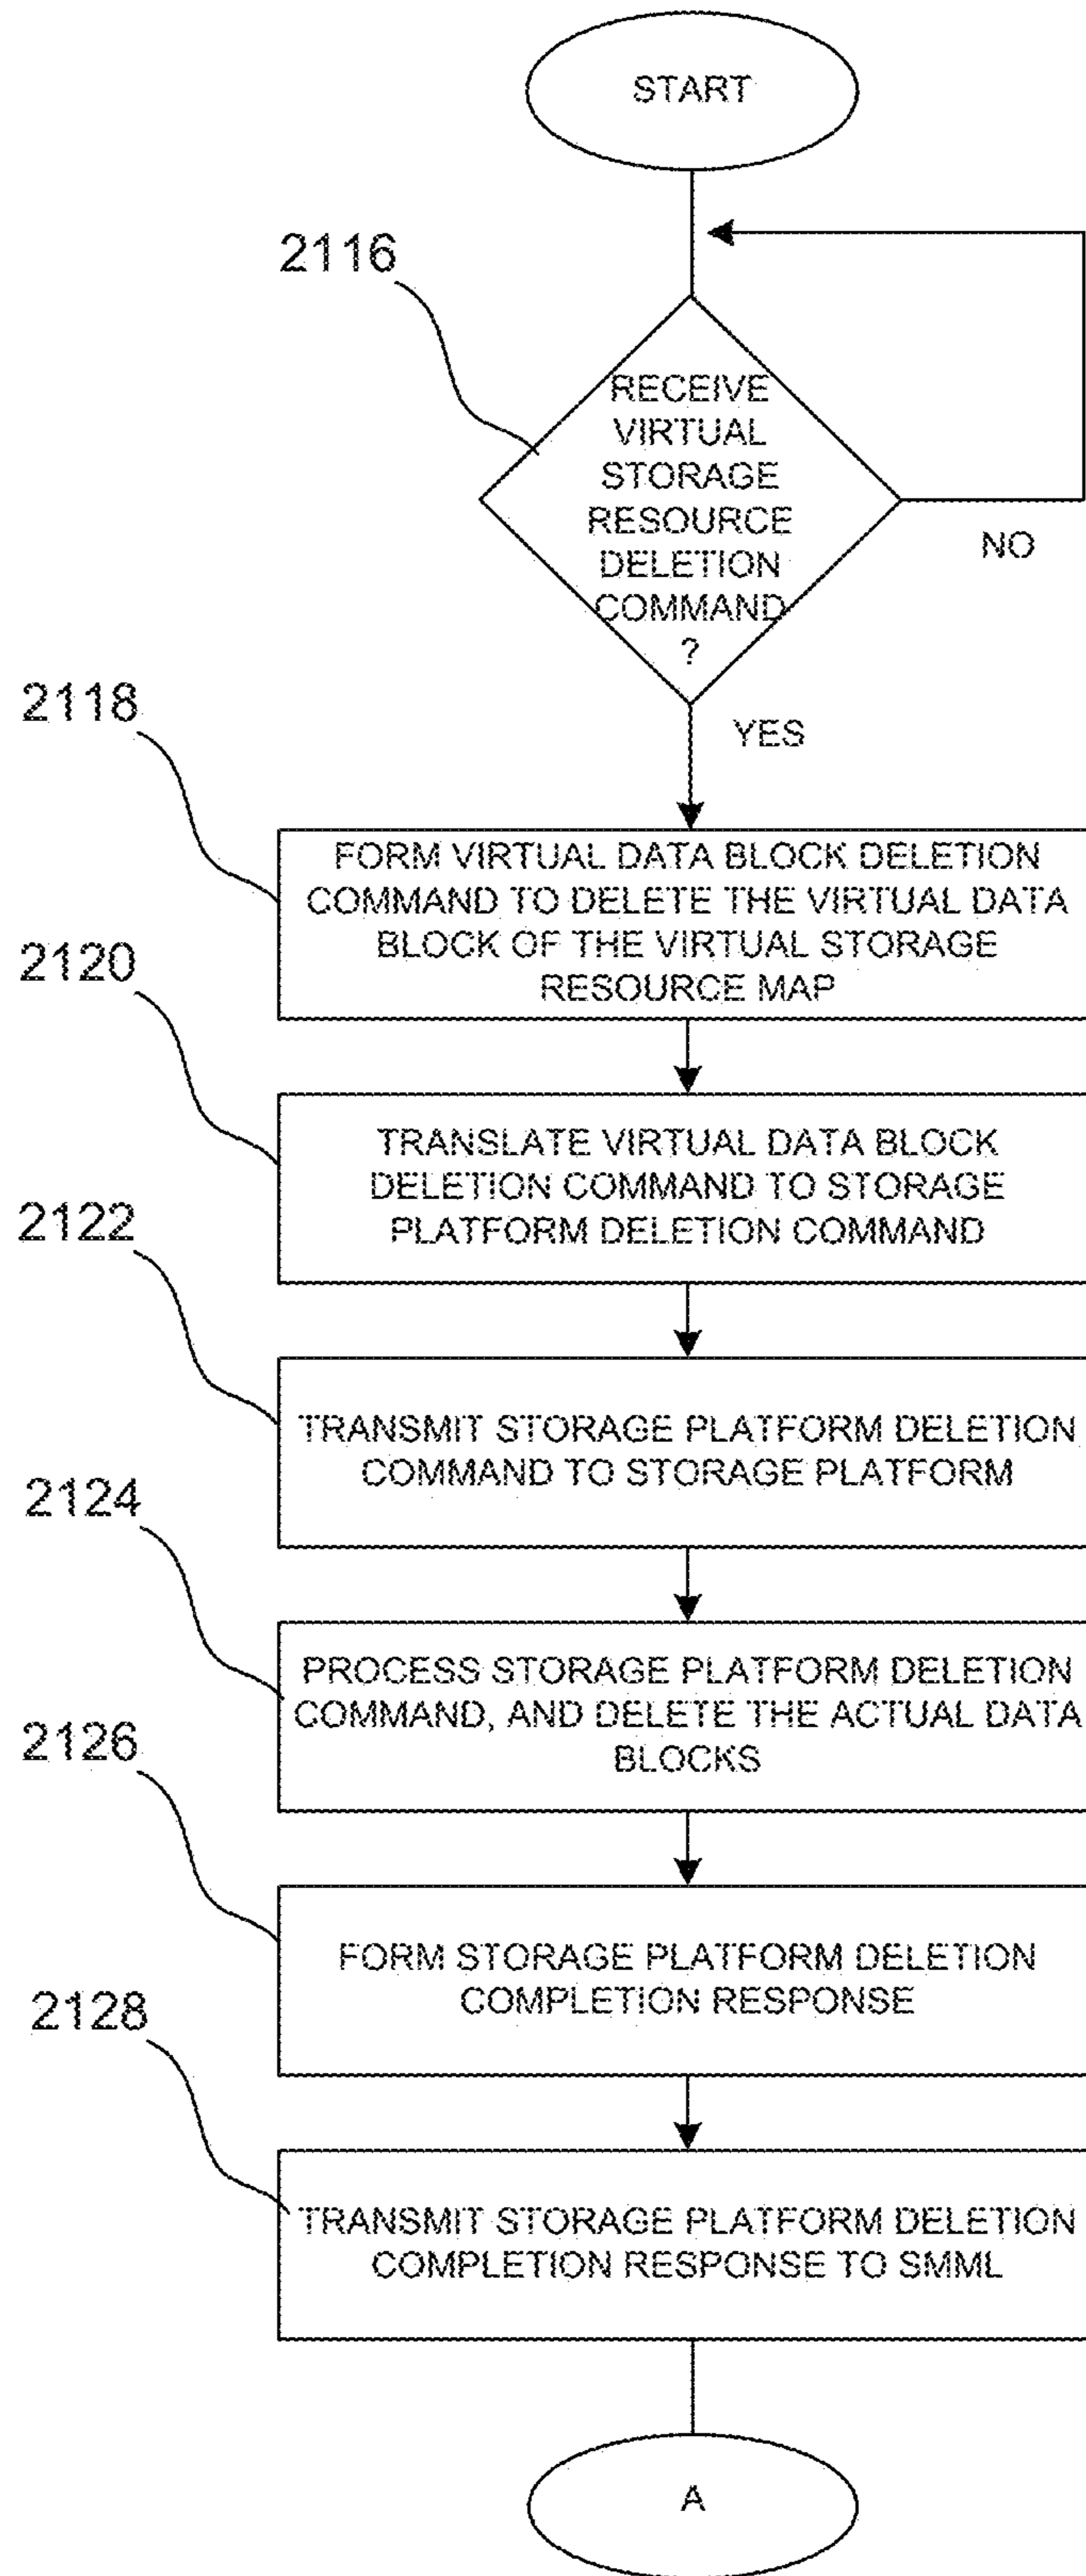 START
2116
RECEIVE
VIRTUAL
STORAGE
RESOURCE
DELETION
COMMAND
?
NO
YES
2118
FORM VIRTUAL DATA BLOCK DELETION
COMMAND TO DELETE THE VIRTUAL DATA
BLOCK OF THE VIRTUAL STORAGE
RESOURCE MAP
2120
TRANSLATE VIRTUAL DATA BLOCK
DELETION COMMAND TO STORAGE
PLATFORM DELETION COMMAND
2122
TRANSMIT STORAGE PLATFORM DELETION
COMMAND TO STORAGE PLATFORM
2124
PROCESS STORAGE PLATFORM DELETION
COMMAND, AND DELETE THE ACTUAL DATA
BLOCKS
2126
FORM STORAGE PLATFORM DELETION
COMPLETION RESPONSE
2128
TRANSMIT STORAGE PLATFORM DELETION
COMPLETION RESPONSE TO SMML
A